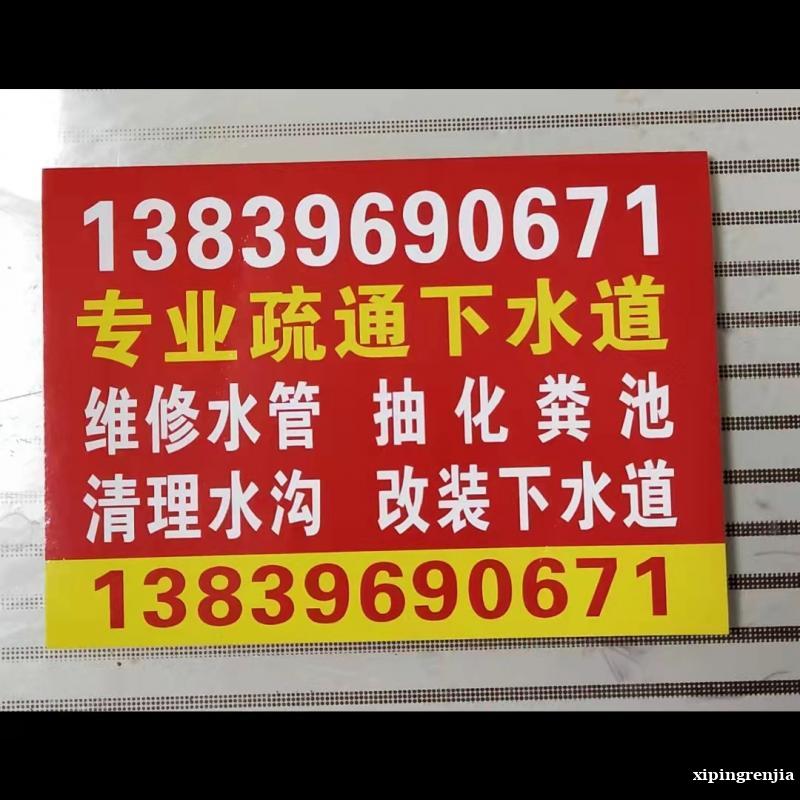 13839690671
专业疏通下水道
维修水管 抽化粪池
清理水沟 改装下水道
13839690671
xipingrenjia